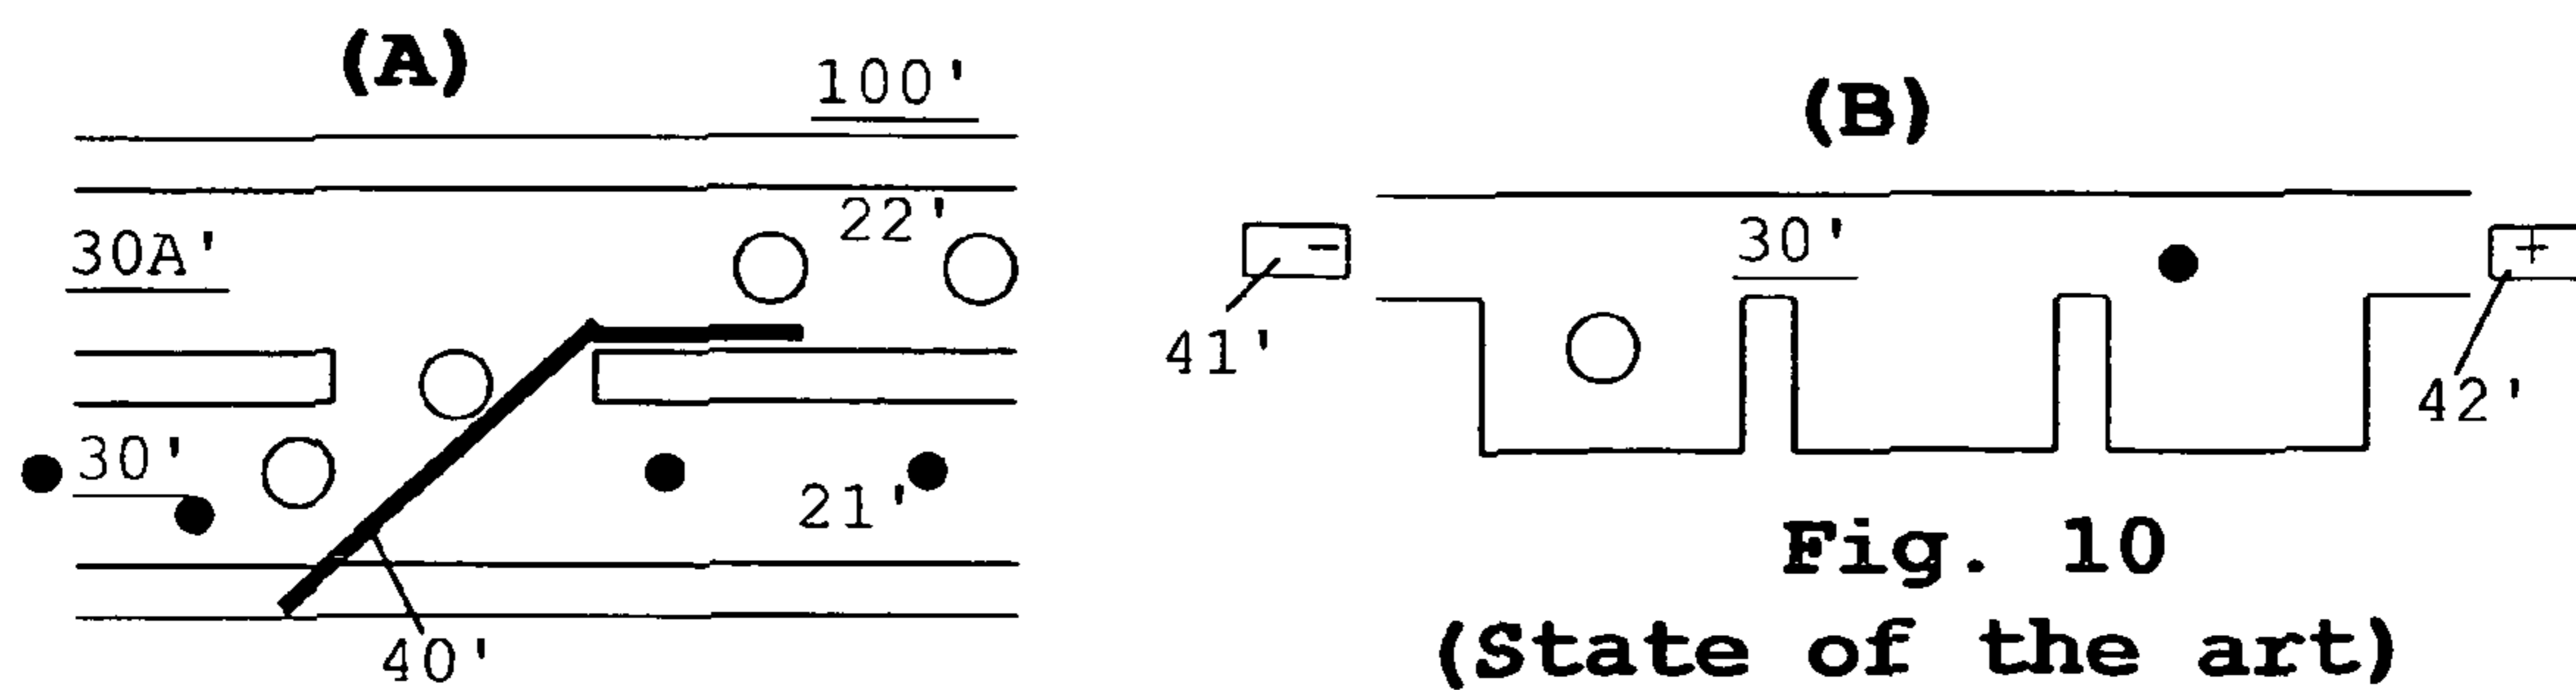 (A)
100'
22'
30A'
30'
21'
40'
(B)
30'
-
+
41'
42'
Fig. 10
(State of the art)